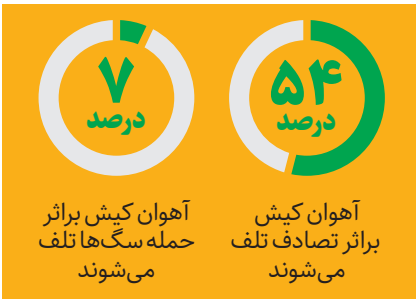 ۵۴
درصد
آهوان کیش
براثر تصادف تلف
می‌شوند
۷
درصد
آهوان کیش براثر
حمله سگ‌ها تلف
می‌شوند